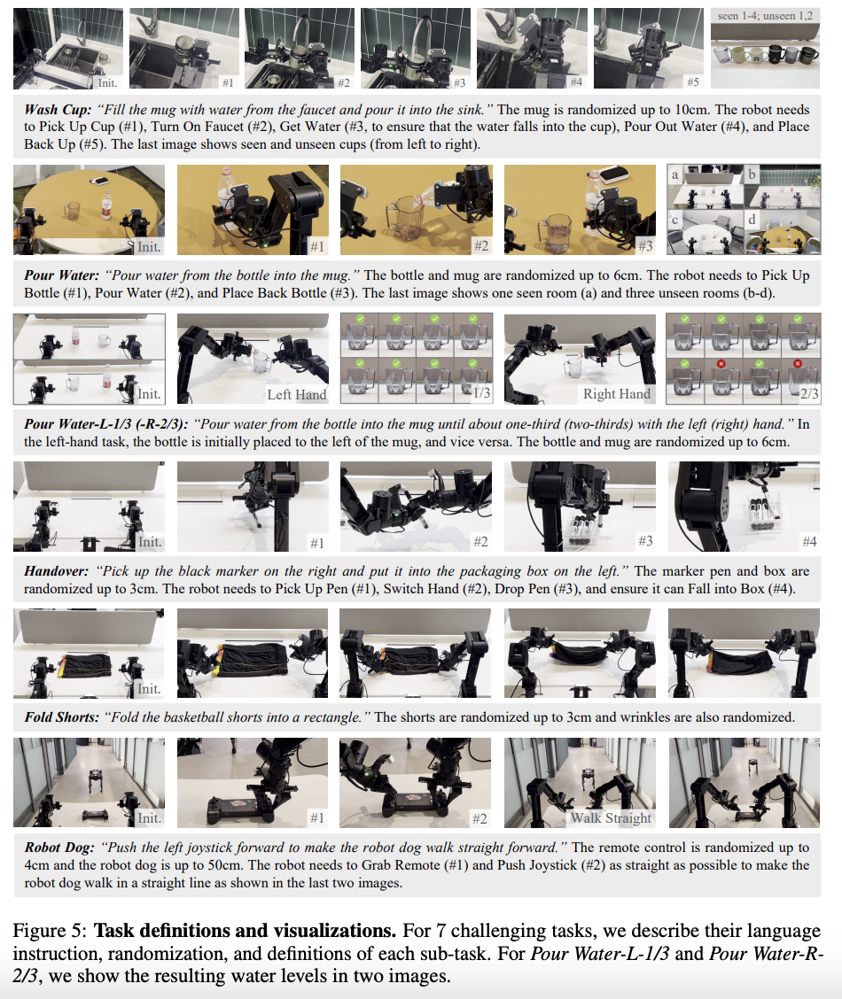 seen 1-4; unseen 1,2
Init.
#1
#2
#3
#4
#5
Wash Cup: “Fill the mug with water from the faucet and pour it into the sink.” The mug is randomized up to 10cm. The robot needs
to Pick Up Cup (#1), Turn On Faucet (#2), Get Water (#3, to ensure that the water falls into the cup), Pour Out Water (#4), and Place
Back Up (#5). The last image shows seen and unseen cups (from left to right).
a
b
c
d
Init.
#1
#2
#3
Pour Water: “Pour water from the bottle into the mug.” The bottle and mug are randomized up to 6cm. The robot needs to Pick Up
Bottle (#1), Pour Water (#2), and Place Back Bottle (#3). The last image shows one seen room (a) and three unseen rooms (b-d).
Init.
Left Hand
1/3
Right Hand
2/3
Pour Water-L-1/3 (-R-2/3): “Pour water from the bottle into the mug until about one-third (two-thirds) with the left (right) hand.” In
the left-hand task, the bottle is initially placed to the left of the mug, and vice versa. The bottle and mug are randomized up to 6cm.
Init.
#1
#2
#3
#4
Handover: “Pick up the black marker on the right and put it into the packaging box on the left.” The marker pen and box are
randomized up to 3cm. The robot needs to Pick Up Pen (#1), Switch Hand (#2), Drop Pen (#3), and ensure it can Fall into Box (#4).
Init.
Fold Shorts: “Fold the basketball shorts into a rectangle.” The shorts are randomized up to 3cm and wrinkles are also randomized.
Init.
#1
#2
Walk Straight
Robot Dog: “Push the left joystick forward to make the robot dog walk straight forward.” The remote control is randomized up to
4cm and the robot dog is up to 50cm. The robot needs to Grab Remote (#1) and Push Joystick (#2) as straight as possible to make the
robot dog walk in a straight line as shown in the last two images.
Figure 5: Task definitions and visualizations. For 7 challenging tasks, we describe their language
instruction, randomization, and definitions of each sub-task. For Pour Water-L-1/3 and Pour Water-R-
2/3, we show the resulting water levels in two images.